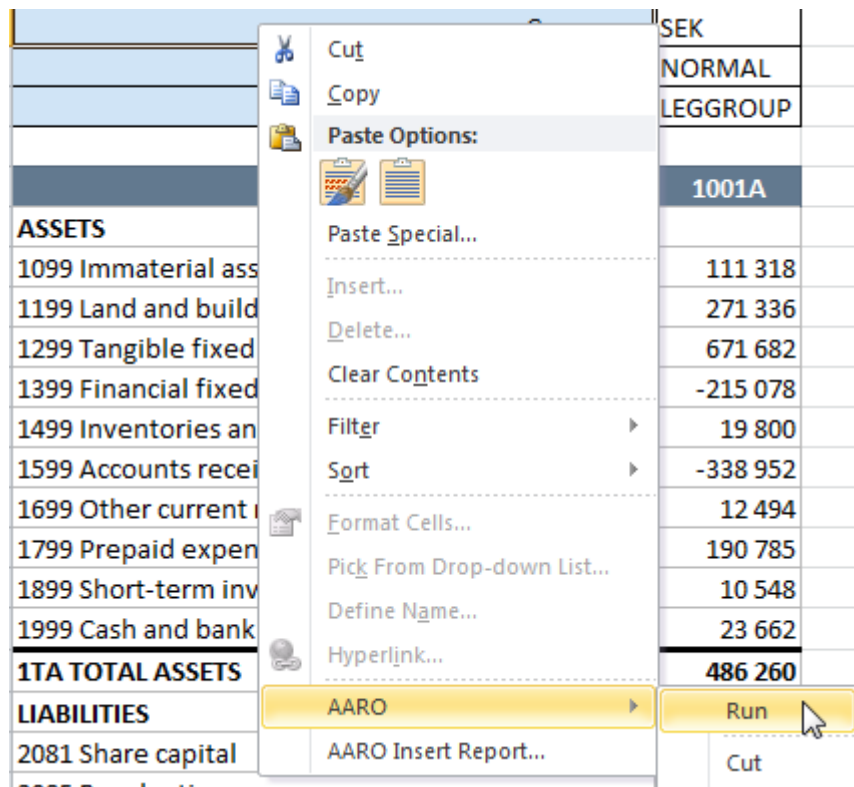 SEK
NORMAL
LEGGROUP
1001A
ASSETS
1099 Immaterial ass 111 318
1199 Land and build 271 336
1299 Tangible fixed 671 682
1399 Financial fixed -215 078
1499 Inventories an 19 800
1599 Accounts recei -338 952
1699 Other current 12 494
1799 Prepaid expen 190 785
1899 Short-term inv 10 548
1999 Cash and bank 23 662
1TA TOTAL ASSETS 486 260
LIABILITIES
2081 Share capital
Cut
Copy
Paste Options:
Paste Special...
Insert...
Delete...
Clear Contents
Filter
Sort
Format Cells...
Pick From Drop-down List...
Define Name...
Hyperlink...
AARO
AARO Insert Report...
Run
Cut